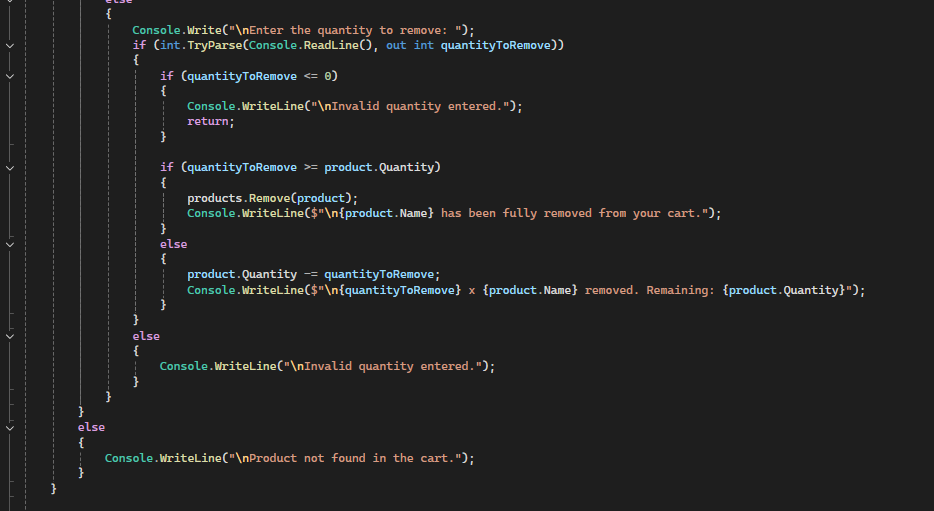 else
{
Console.Write("\nEnter the quantity to remove: ");
if (int.TryParse(Console.ReadLine(), out int quantityToRemove))
{
if (quantityToRemove <= 0)
{
Console.WriteLine("\nInvalid quantity entered.");
return;
}
if (quantityToRemove >= product.Quantity)
{
products.Remove(product);
Console.WriteLine($"\n{product.Name} has been fully removed from your cart.");
}
else
{
product.Quantity -= quantityToRemove;
Console.WriteLine($"\n{quantityToRemove} x {product.Name} removed. Remaining: {product.Quantity}");
}
}
else
{
Console.WriteLine("\nInvalid quantity entered.");
}
}
}
else
{
Console.WriteLine("\nProduct not found in the cart.");
}
}